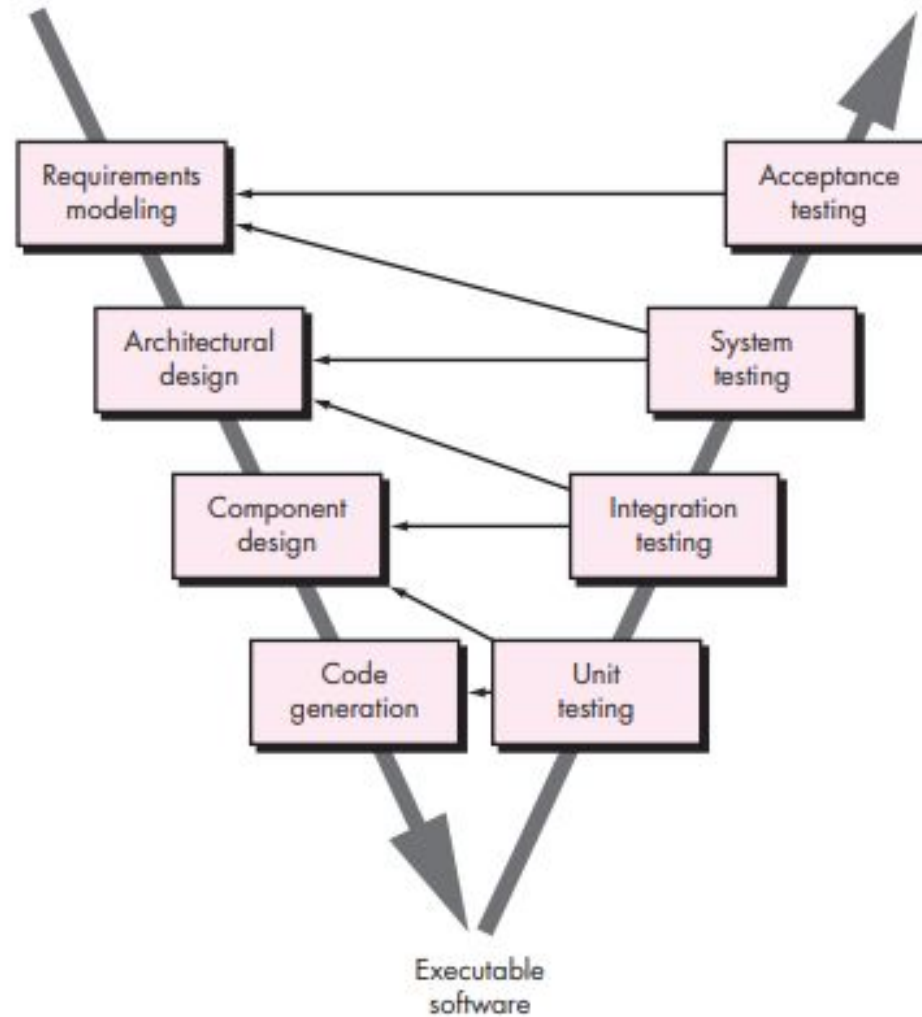 Requirements
modeling
Acceptance
testing
Architectural
design
System
testing
Component
design
Integration
testing
Code
generation
Unit
testing
Executable
software